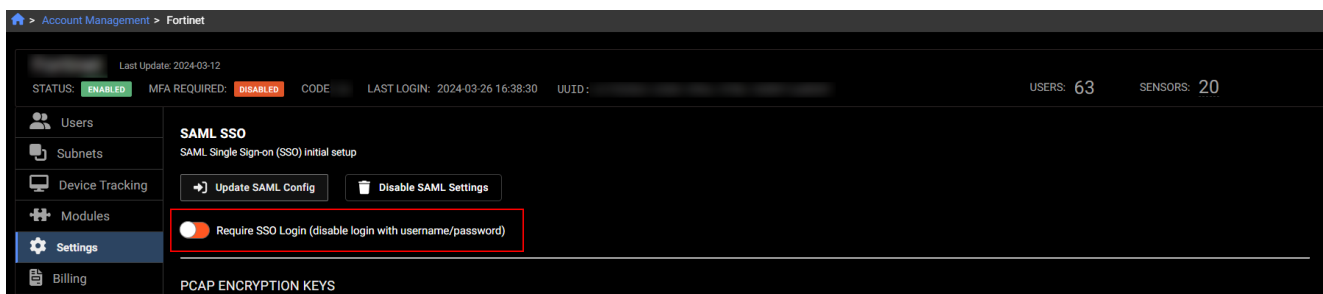 > Account Management > Fortinet
Last Update: 2024-03-12
STATUS: ENABLED MFA REQUIRED: DISABLED CODE LAST LOGIN: 2024-03-26 16:38:30 UUID: USERS: 63 SENSORS: 20
Users
Subnets
Device Tracking
Modules
Settings
Billing
SAML SSO
SAML Single Sign-on (SSO) initial setup
Update SAML Config Disable SAML Settings
Require SSO Login (disable login with username/password)
PCAP ENCRYPTION KEYS